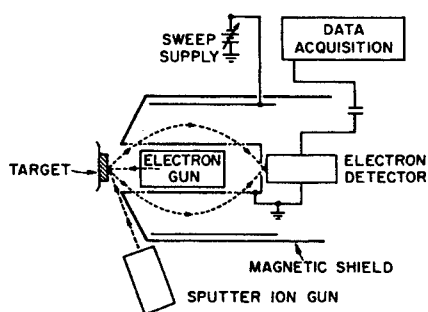 SWEEP
SUPPLY
DATA
ACQUISITION
TARGET
ELECTRON
GUN
ELECTRON
DETECTOR
MAGNETIC SHIELD
SPUTTER ION GUN